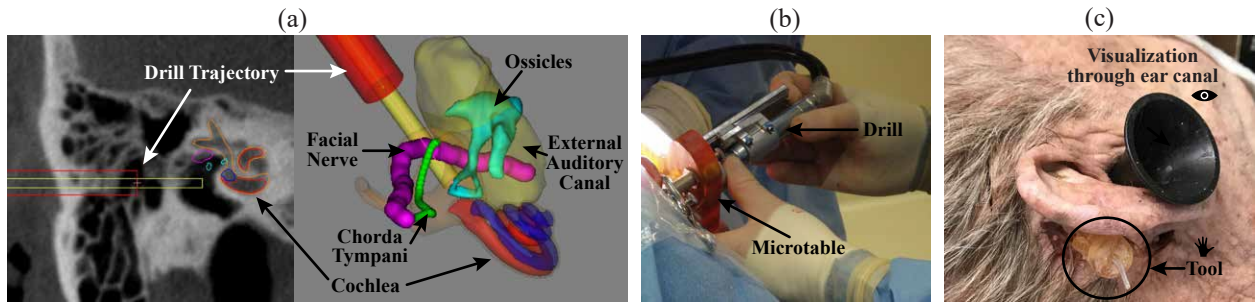 (a)
Drill Trajectory
Ossicles
Facial
Nerve
External
Auditory
Canal
Chorda
Tympani
Cochlea
(b)
Drill
Microtable
(c)
Visualization
through ear canal
Tool